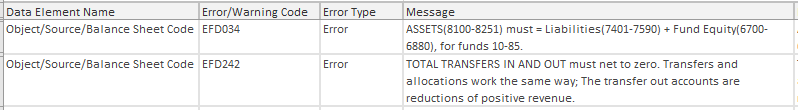 Data Element Name Error/Warning Code Error Type Message
Object/Source/Balance Sheet Code EFD034 Error ASSETS(8100-8251) must = Liabilities(7401-7590) + Fund Equity(6700-
6880), for funds 10-85.
Object/Source/Balance Sheet Code EFD242 Error TOTAL TRANSFERS IN AND OUT must net to zero. Transfers and
allocations work the same way; The transfer out accounts are
reductions of positive revenue.